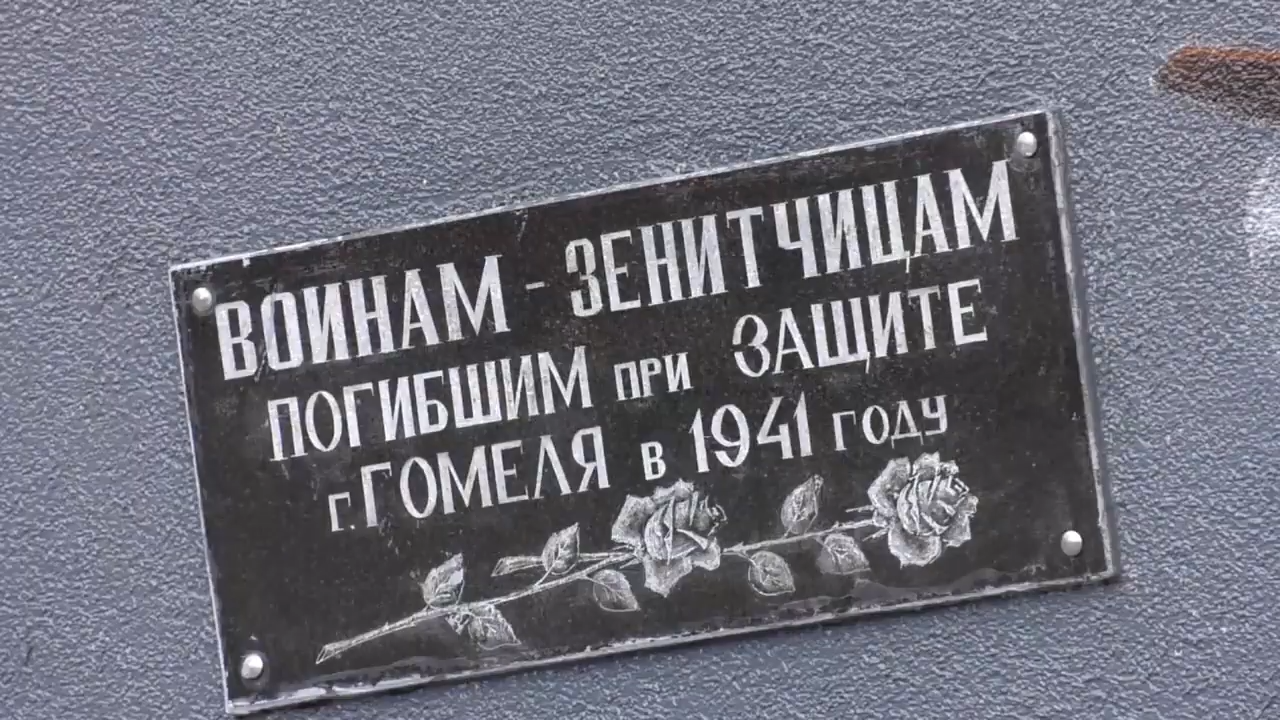 ВОИНАМ - ЗЕНИТЧИЦАМ
ПОГИБШИМ ПРИ ЗАЩИТЕ
г. ГОМЕЛЯ в 1941 году